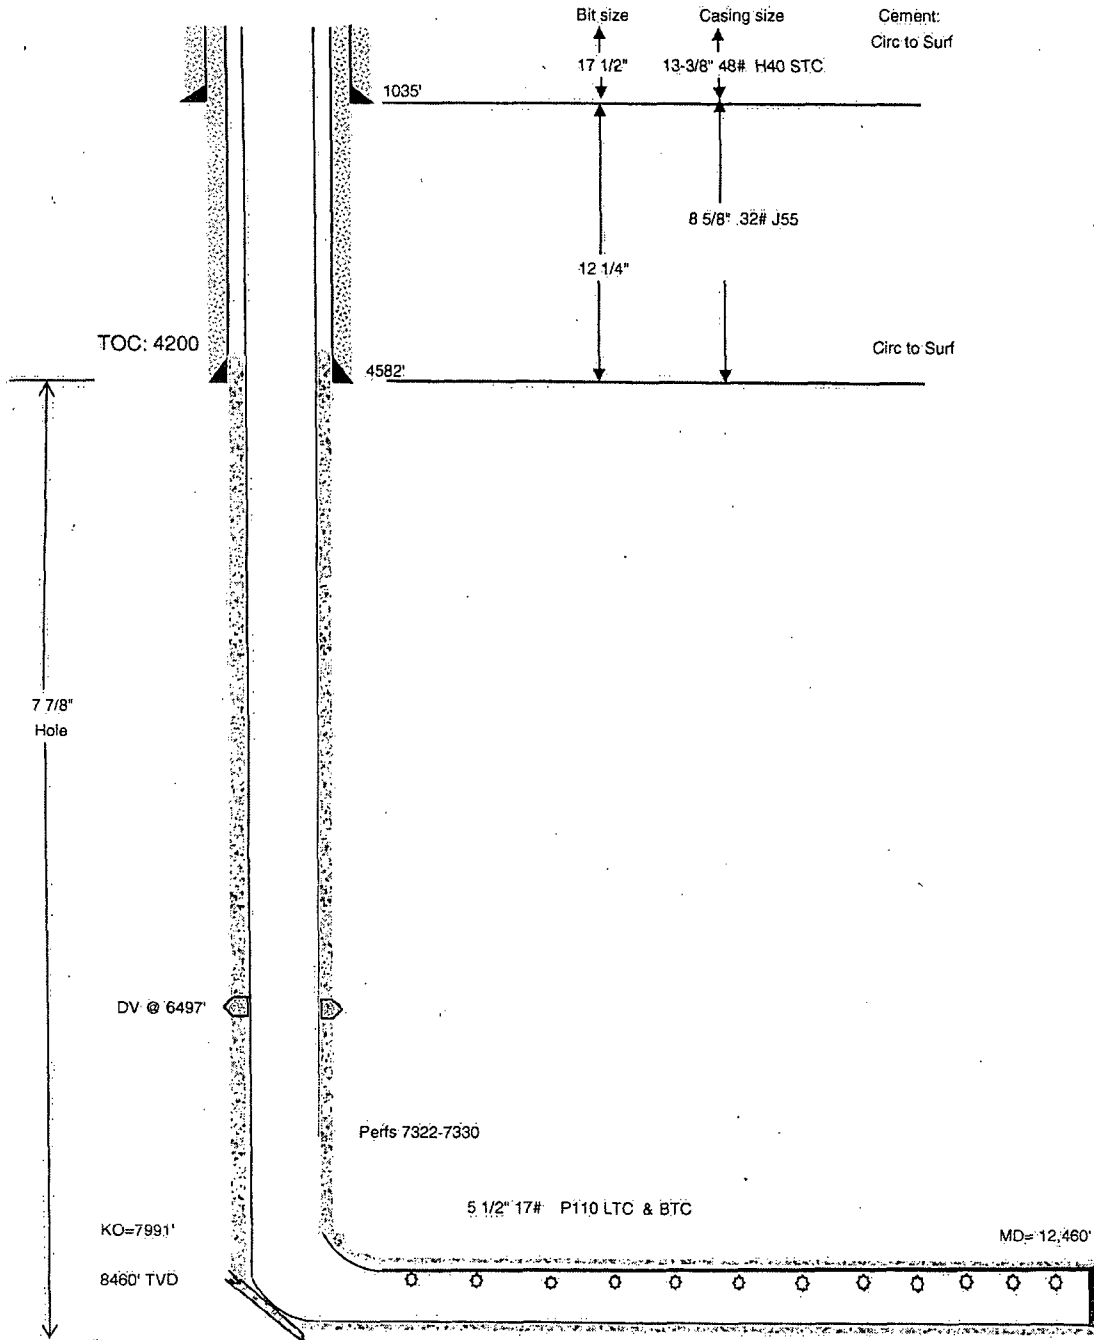 Bit size Casing size Cement:
Circ to Surf
17 1/2" 13-3/8" 48# H40 STC
1035'
8 5/8" 32# J55
12 1/4"
TOC: 4200
Circ to Surf
4582'
7 7/8"
Hole
DV @ 6497'
Perfs 7322-7330
5 1/2" 17# P110 LTC & BTC
KO=7991'
MD= 12,460'
8460' TVD